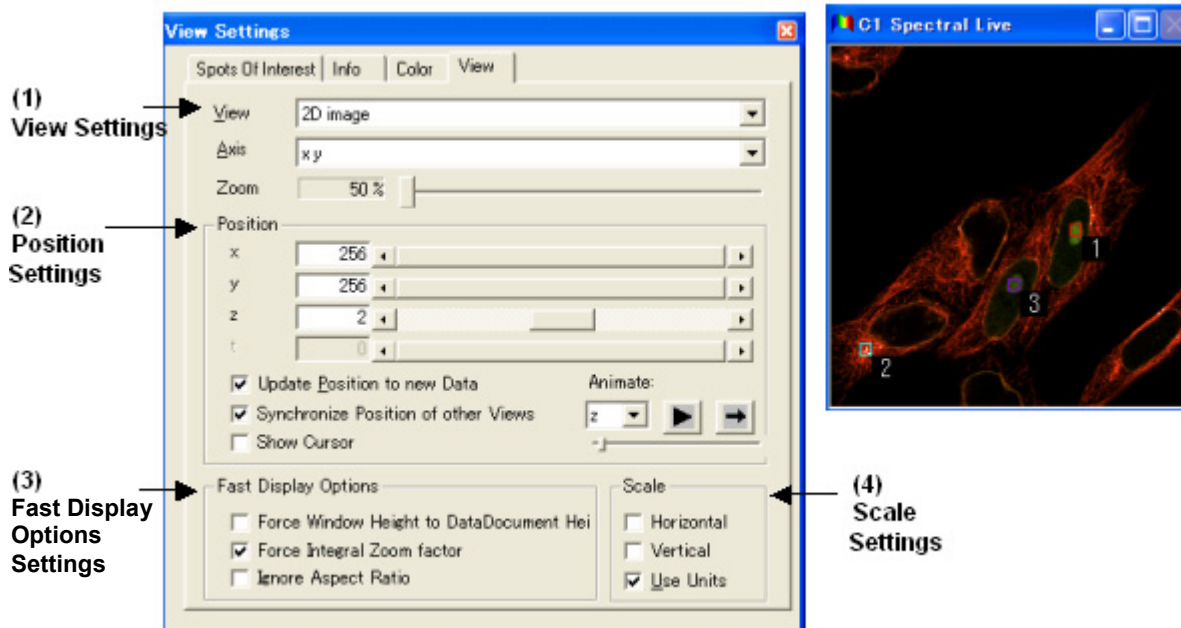 View Settings
Spots Of Interest
Info
Color
View
(1)
View Settings
View
2D image
Axis
x y
Zoom
50 %
(2)
Position
Settings
Position
x
256
y
256
z
2
t
0
Update Position to new Data
Synchronize Position of other Views
Show Cursor
Animate:
z
(3)
Fast Display
Options
Settings
Fast Display Options
Force Window Height to DataDocument Hei
Force Integral Zoom factor
Ignore Aspect Ratio
Scale
Horizontal
Vertical
Use Units
(4)
Scale
Settings
C1 Spectral Live
1
3
2